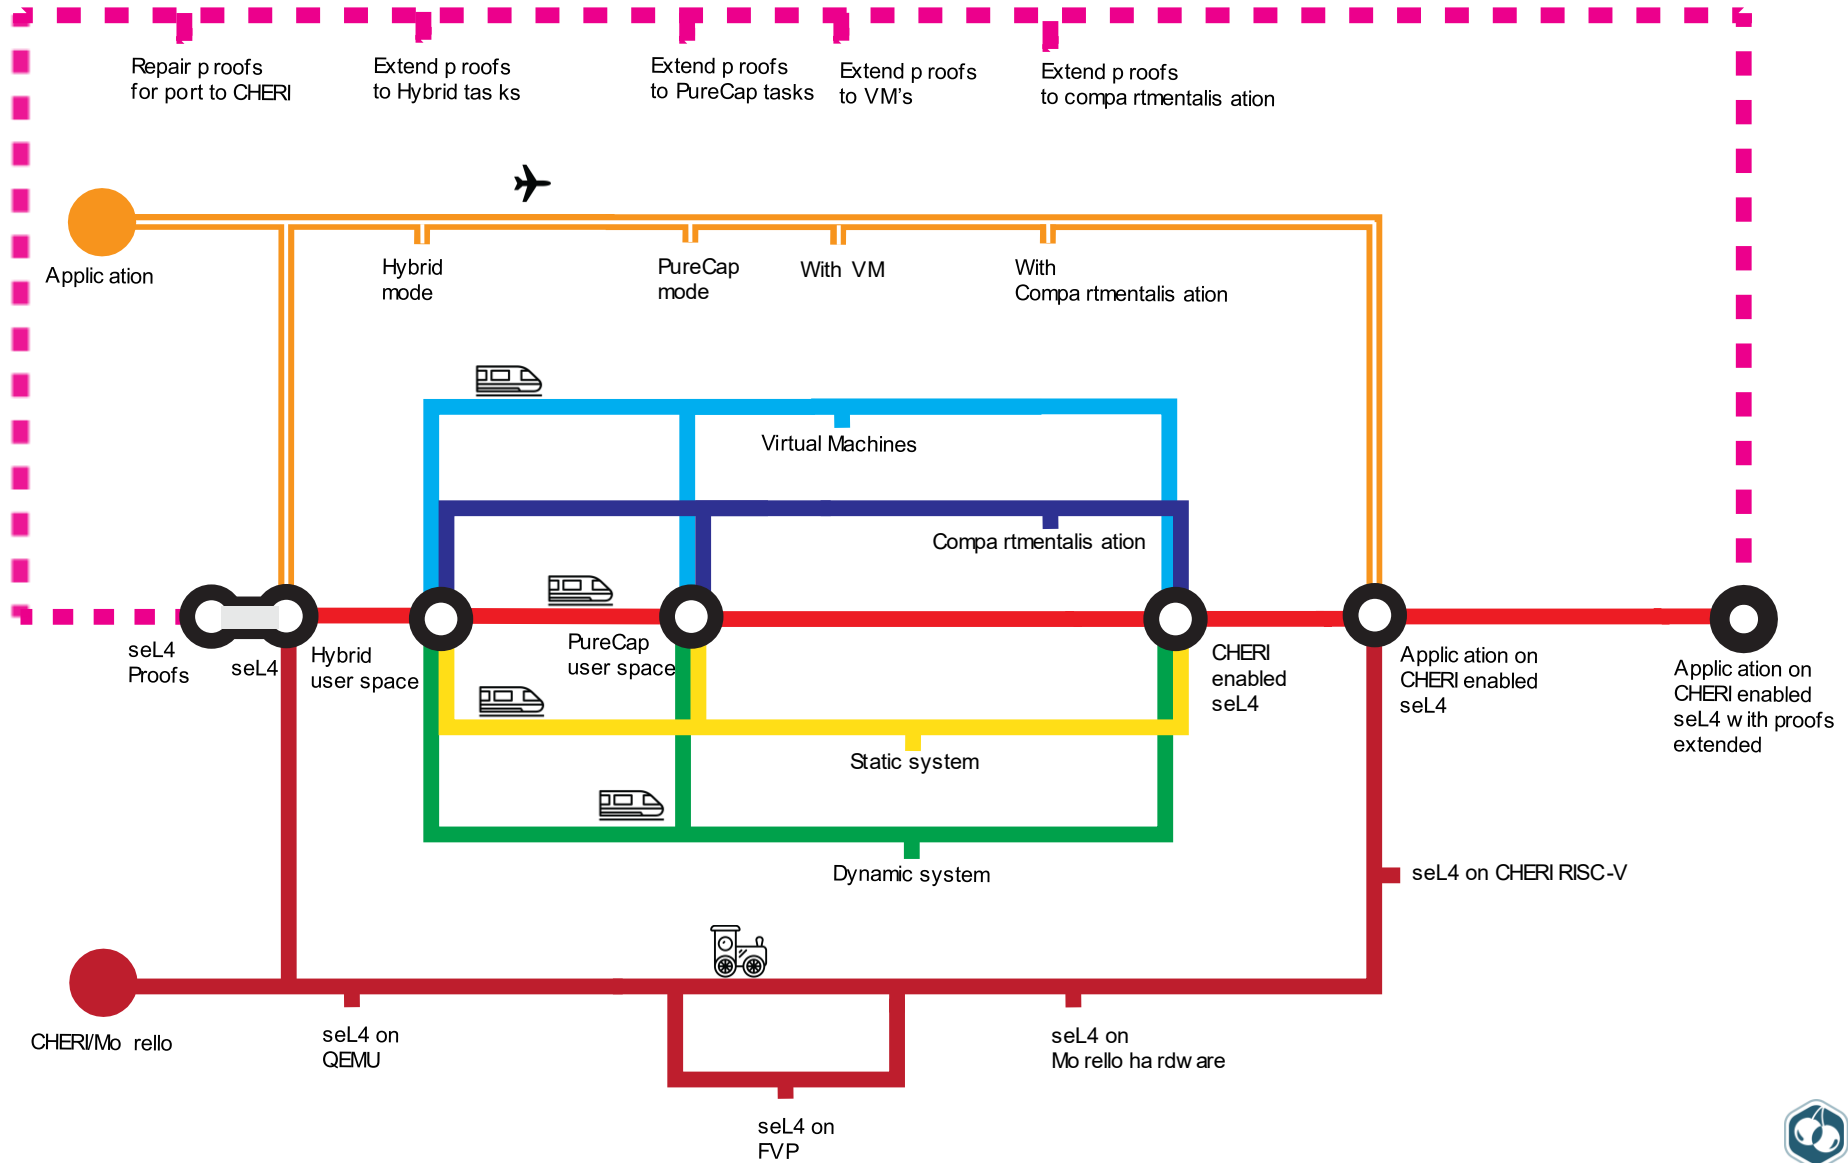 Repair proofs
for port to CHERI
Extend proofs
to Hybrid tasks
Extend proofs
to PureCap tasks
Extend proofs
to VM's
Extend proofs
to compartmentalisation
Application
Hybrid
mode
PureCap
mode
With VM
With
Compartmentalisation
Virtual Machines
Compartmentalisation
seL4
Proofs
seL4
Hybrid
user space
PureCap
user space
CHERI
enabled
seL4
Application on
CHERI enabled
seL4
Application on
CHERI enabled
seL4 with proofs
extended
Static system
Dynamic system
seL4 on CHERI RISC-V
CHERI/Morello
seL4 on
QEMU
seL4 on
FVP
seL4 on
Morello hardware